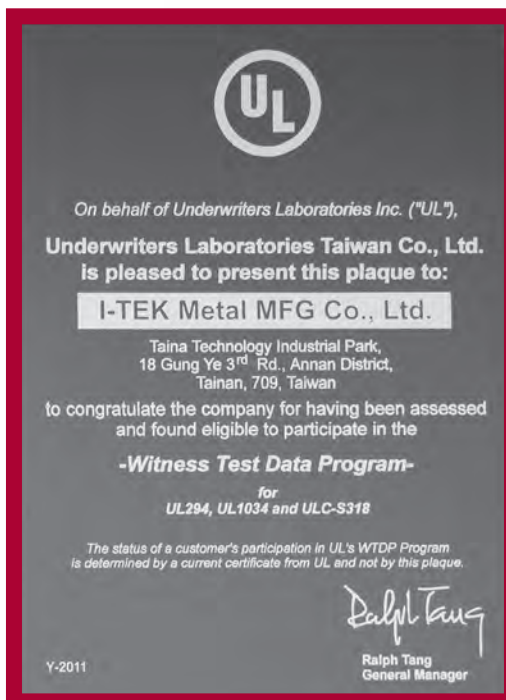 UL
On behalf of Underwriters Laboratories Inc. ("UL"),
Underwriters Laboratories Taiwan Co., Ltd.
is pleased to present this plaque to:
I-TEK Metal MFG Co., Ltd.
Taina Technology Industrial Park,
18 Gung Ye 3rd Rd., Annan District,
Tainan, 709, Taiwan
to congratulate the company for having been assessed
and found eligible to participate in the
-Witness Test Data Program-
for
UL294, UL1034 and ULC-S318
The status of a customer's participation in UL's WTDP Program
is determined by a current certificate from UL and not by this plaque.
Ralph Tang
Y-2011
Ralph Tang
General Manager